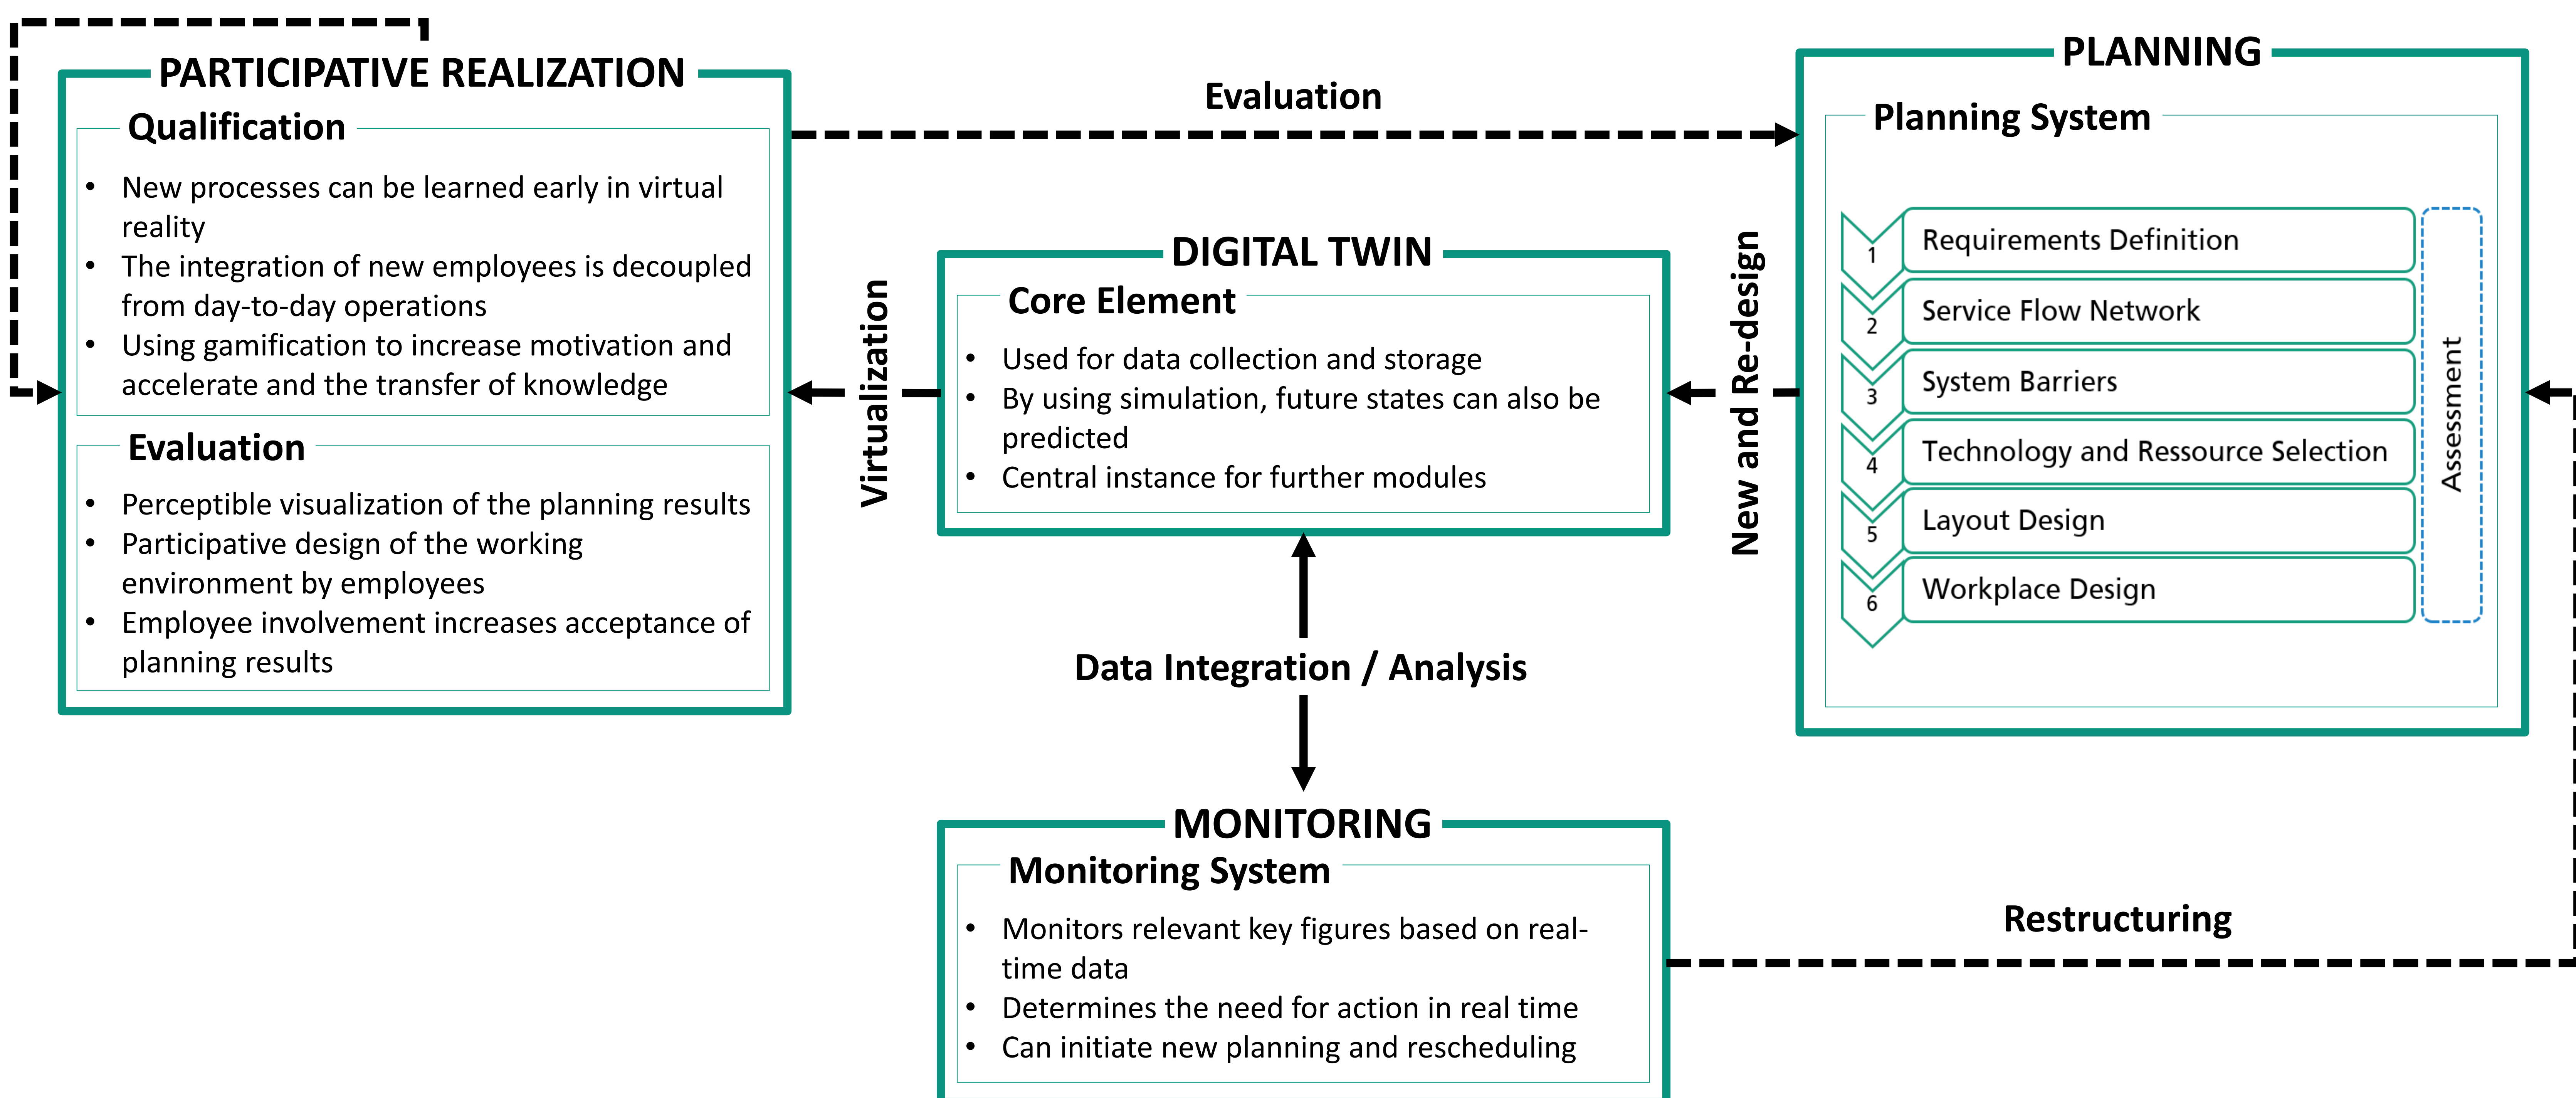 PARTICIPATIVE REALIZATION
Qualification
• New processes can be learned early in virtual
reality
• The integration of new employees is decoupled
from day-to-day operations
• Using gamification to increase motivation and
accelerate and the transfer of knowledge
Evaluation
• Perceptible visualization of the planning results
• Participative design of the working
environment by employees
• Employee involvement increases acceptance of
planning results
Evaluation
Virtualization
DIGITAL TWIN
Core Element
• Used for data collection and storage
• By using simulation, future states can also be
predicted
• Central instance for further modules
New and Re-design
PLANNING
Planning System
1 Requirements Definition
2 Service Flow Network
3 System Barriers
4 Technology and Ressource Selection
5 Layout Design
6 Workplace Design
Assessment
Data Integration / Analysis
MONITORING
Monitoring System
• Monitors relevant key figures based on real-
time data
• Determines the need for action in real time
• Can initiate new planning and rescheduling
Restructuring